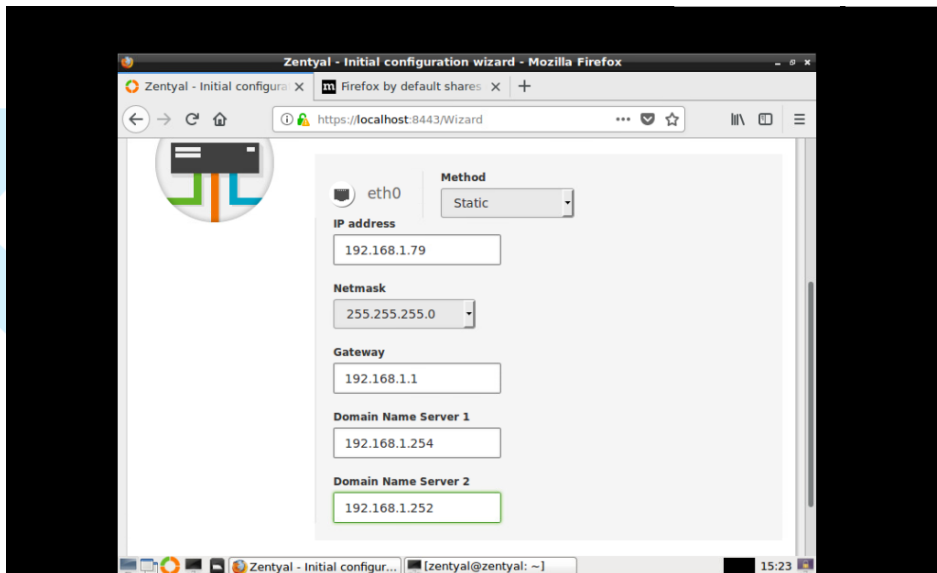 Zentyal - Initial configuration wizard - Mozilla Firefox
Zentyal - Initial configura
m Firefox by default shares
https://localhost:8443/Wizard
eth0
Method
Static
IP address
192.168.1.79
Netmask
255.255.255.0
Gateway
192.168.1.1
Domain Name Server 1
192.168.1.254
Domain Name Server 2
192.168.1.252
Zentyal - Initial configur... [zentyal@zentyal: ~] 15:23